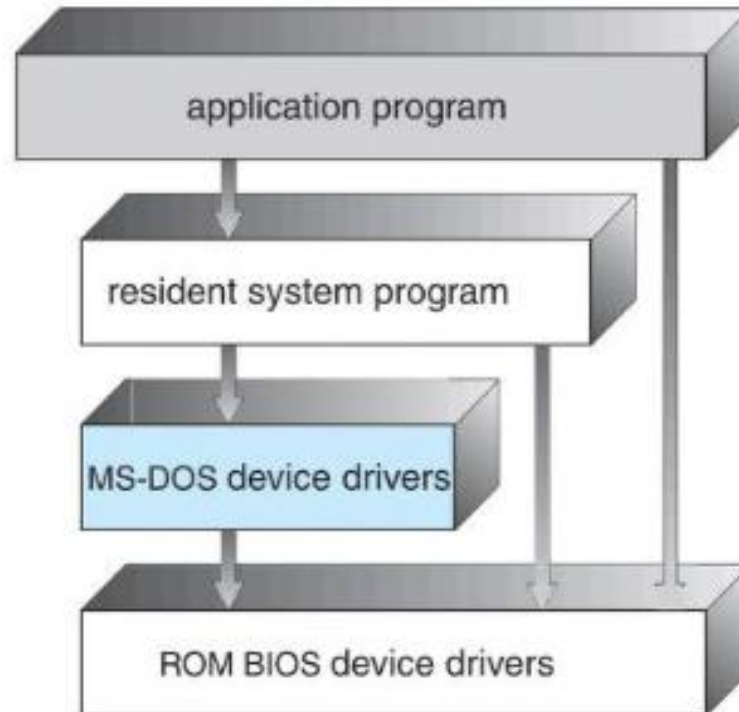 application program
resident system program
MS-DOS device drivers
ROM BIOS device drivers